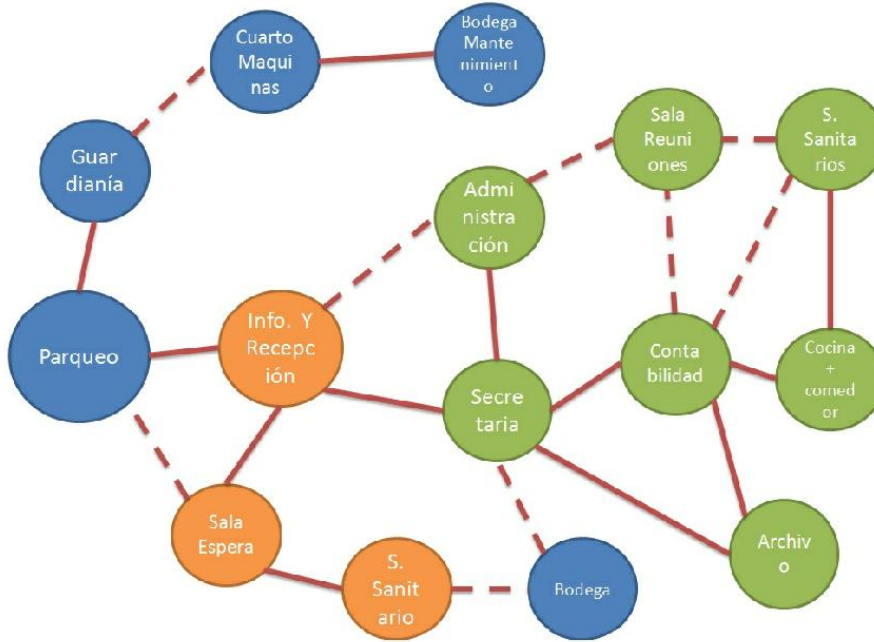 Cuarto
Maqui
nas
Bodega
Mante
nimient
o
Sala
Reuni
ones
S.
Sanita
rios
Guar
dianía
Admi
nistra
ción
Parqueo
Info. Y
Recepc
ión
Secre
taria
Conta
bilidad
Cocina
+
comed
or
Sala
Espera
S.
Sanit
ario
Bodega
Archiv
o